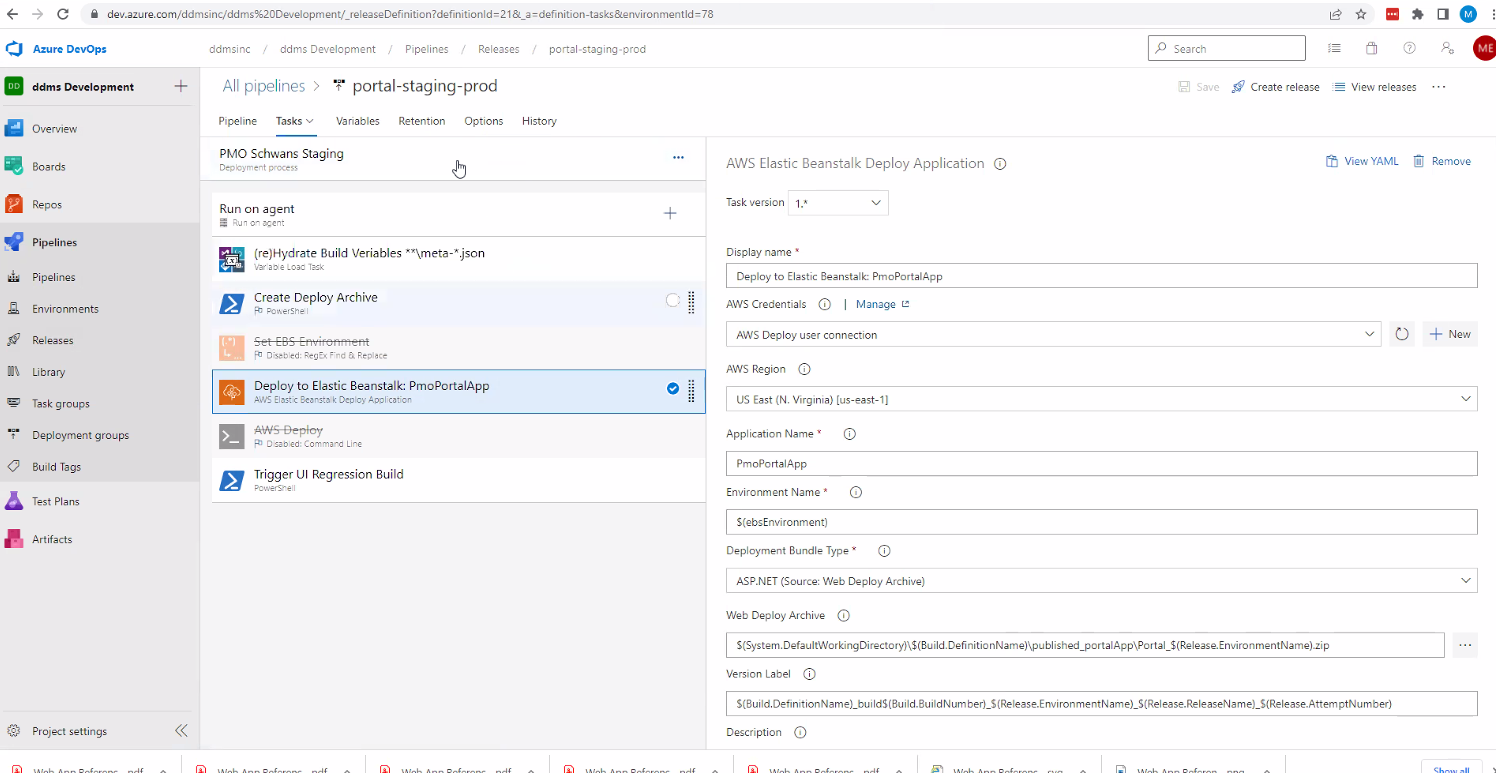 dev.azure.com/ddmsinc/ddms%20Development/_releaseDefinition?definitionId=21&_a=definition-tasks&environmentId=78
M
Azure DevOps
ddmsinc / ddms Development / Pipelines / Releases / portal-staging-prod
Search
ME
DD
ddms Development
All pipelines > portal-staging-prod
Save
Create release
View releases
Overview
Boards
Repos
Pipelines
Pipelines
Environments
Releases
Library
Task groups
Deployment groups
Build Tags
Test Plans
Artifacts
Project settings
Pipeline
Tasks
Variables
Retention
Options
History
PMO Schwans Staging
Deployment process
Run on agent
Run on agent
(re)Hydrate Build Veriables **\meta-*.json
Variable Load Task
Create Deploy Archive
PowerShell
Set EBS Environment
Disabled: RegEx Find & Replace
Deploy to Elastic Beanstalk: PmoPortalApp
AWS Elastic Beanstalk Deploy Application
AWS Deploy
Disabled: Command Line
Trigger UI Regression Build
PowerShell
AWS Elastic Beanstalk Deploy Application
View YAML
Remove
Task version 1.*
Display name *
Deploy to Elastic Beanstalk: PmoPortalApp
AWS Credentials | Manage
AWS Deploy user connection
New
AWS Region
US East (N. Virginia) [us-east-1]
Application Name *
PmoPortalApp
Environment Name *
$(ebsEnvironment)
Deployment Bundle Type *
ASP.NET (Source: Web Deploy Archive)
Web Deploy Archive
$(System.DefaultWorkingDirectory)\$(Build.DefinitionName)\published_portalApp\Portal_$(Release.EnvironmentName).zip
Version Label
$(Build.DefinitionName)_build$(Build.BuildNumber)_$(Release.EnvironmentName)_$(Release.ReleaseName)_$(Release.AttemptNumber)
Description
Web App Referens....pdf
Web App Referens....pdf
Web App Referens....pdf
Web App Referens....pdf
Web App Referens....pdf
Web App Referens....svg
Web App Referen....png
Show all